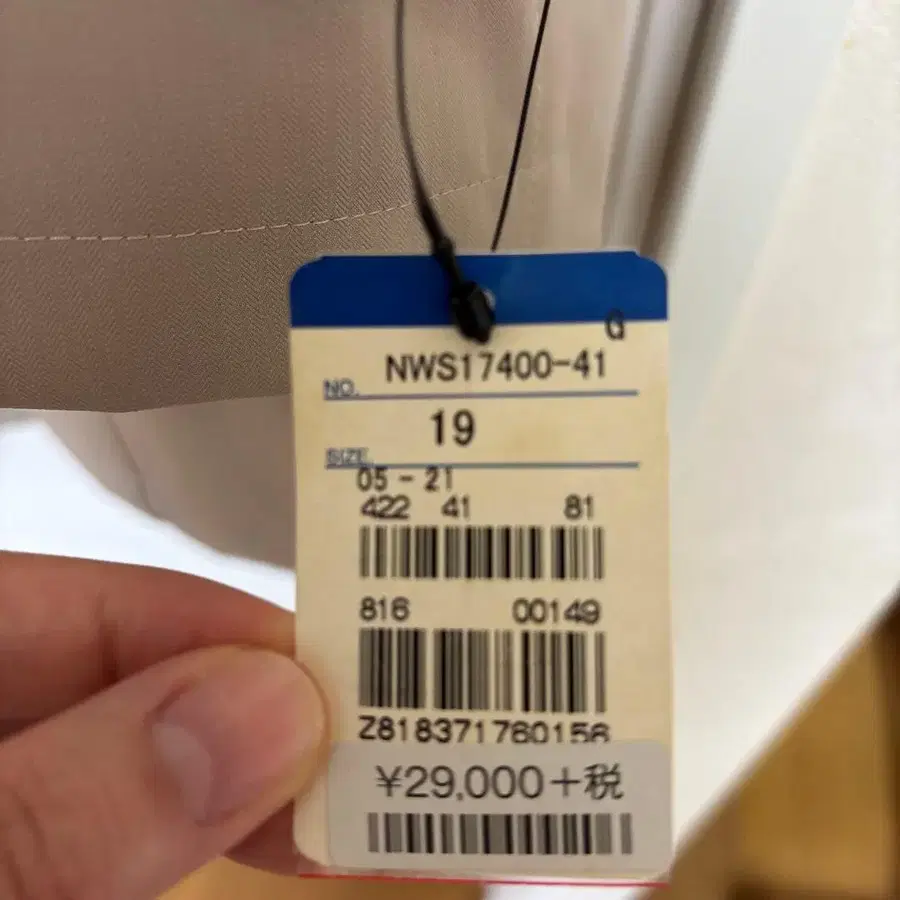 G
NO. NWS17400-41
SIZE. 19
05 - 21
422 41 81
816 00149
Z818371760156
¥29,000+税